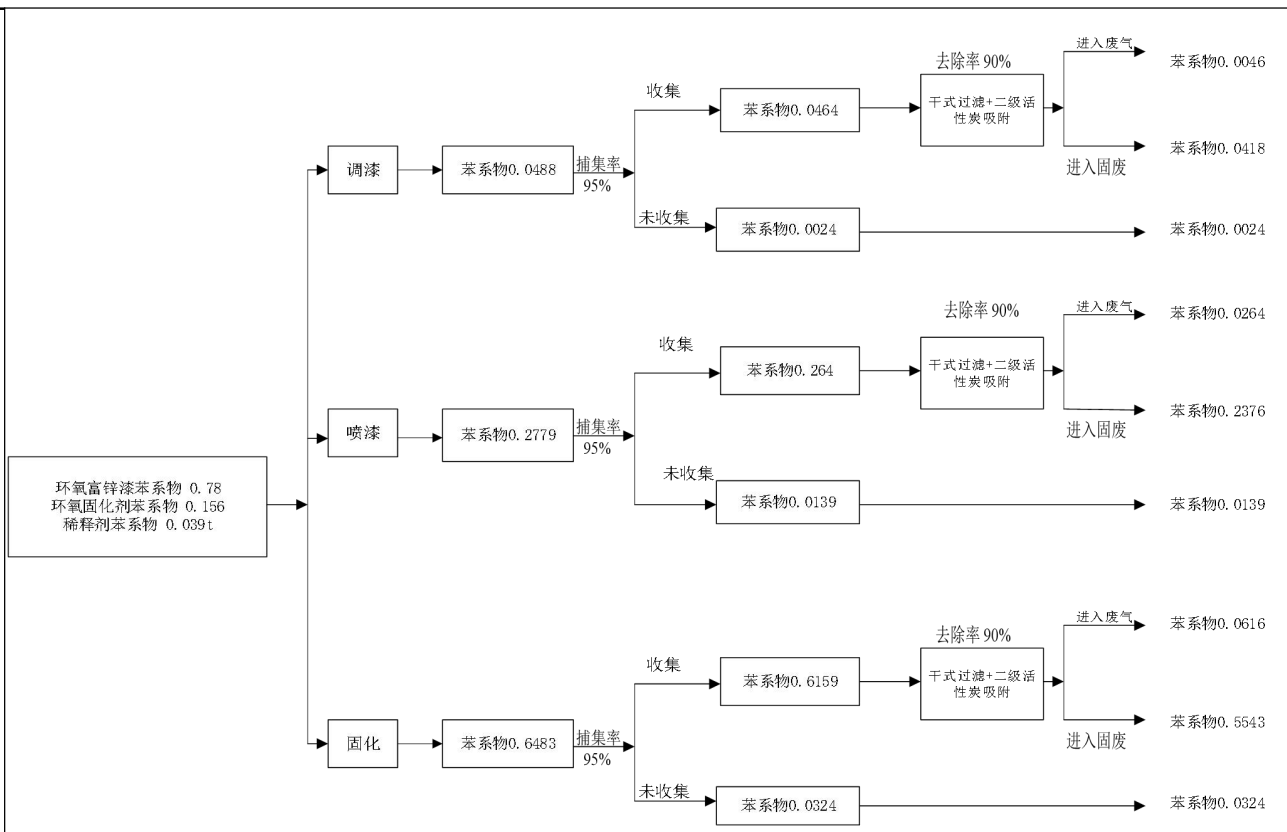 进入废气
苯系物0.0046
去除率 90%
收集
苯系物0.0464
干式过滤+二级活
性炭吸附
苯系物0.0418
进入固废
调漆
苯系物0.0488
捕集率
95%
未收集
苯系物0.0024
苯系物0.0024
进入废气
苯系物0.0264
去除率 90%
收集
苯系物0.264
干式过滤+二级活
性炭吸附
苯系物0.2376
进入固废
喷漆
苯系物0.2779
捕集率
95%
未收集
苯系物0.0139
苯系物0.0139
环氧富锌漆苯系物 0.78
环氧固化剂苯系物 0.156
稀释剂苯系物 0.039t
进入废气
苯系物0.0616
去除率 90%
收集
苯系物0.6159
干式过滤+二级活
性炭吸附
苯系物0.5543
进入固废
固化
苯系物0.6483
捕集率
95%
未收集
苯系物0.0324
苯系物0.0324